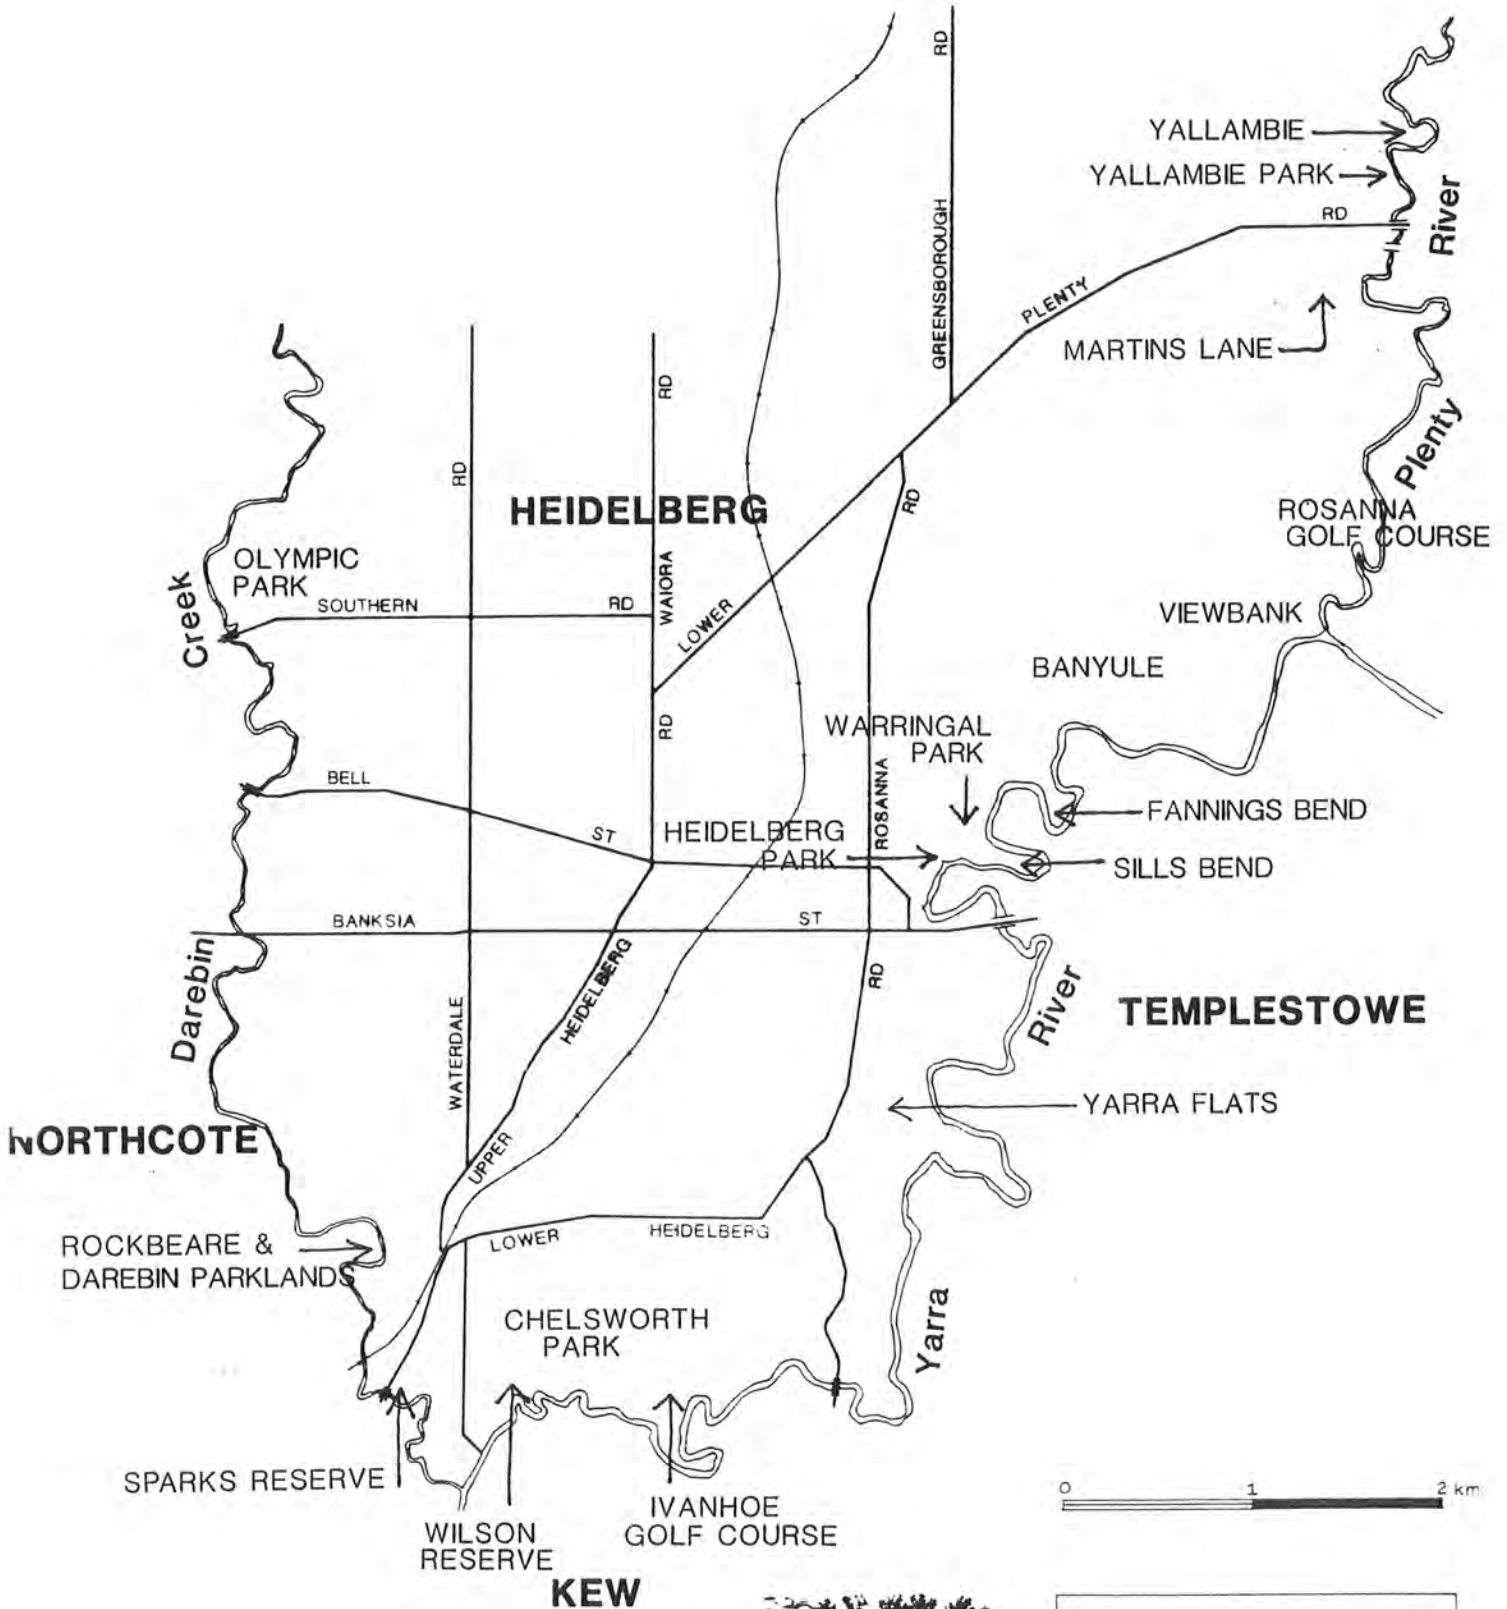 RD
YALLAMBIE
YALLAMBIE PARK
RD
River
GREENSBOROUGH
PLENTY
MARTINS LANE
RD
RD
HEIDELBERG
RD
Plenty
ROSANNA
GOLF COURSE
OLYMPIC
PARK
Creek
SOUTHERN
RD
WAIORA
LOWER
VIEWBANK
BANYULE
RD
WARRINGAL
PARK
BELL
ST
HEIDELBERG
PARK
ROSANNA
FANNINGS BEND
SILLS BEND
BANKSIA
ST
Darebin
HEIDELBERG
RD
River
TEMPLESTOWE
WATERDALE
YARRA FLATS
NORTHCOTE
UPPER
ROCKBEARE &
DAREBIN PARKLANDS
LOWER
HEIDELBERG
CHELSWORTH
PARK
Yarra
SPARKS RESERVE
WILSON
RESERVE
IVANHOE
GOLF COURSE
0 1 2 km
KEW